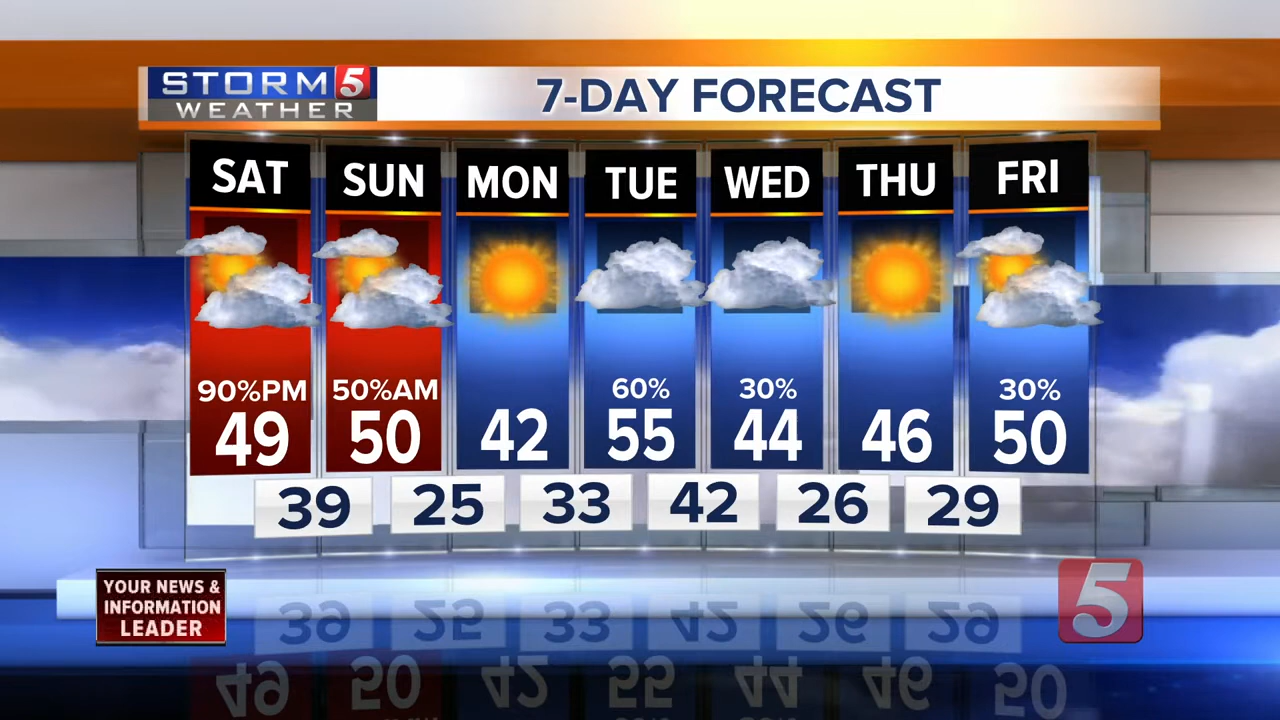 STORM 5
WEATHER
7-DAY FORECAST
SAT SUN MON TUE WED THU FRI
90%PM 50%AM 60% 30% 30%
49 50 42 55 44 46 50
39 25 33 42 26 29
YOUR NEWS &
INFORMATION
LEADER
5